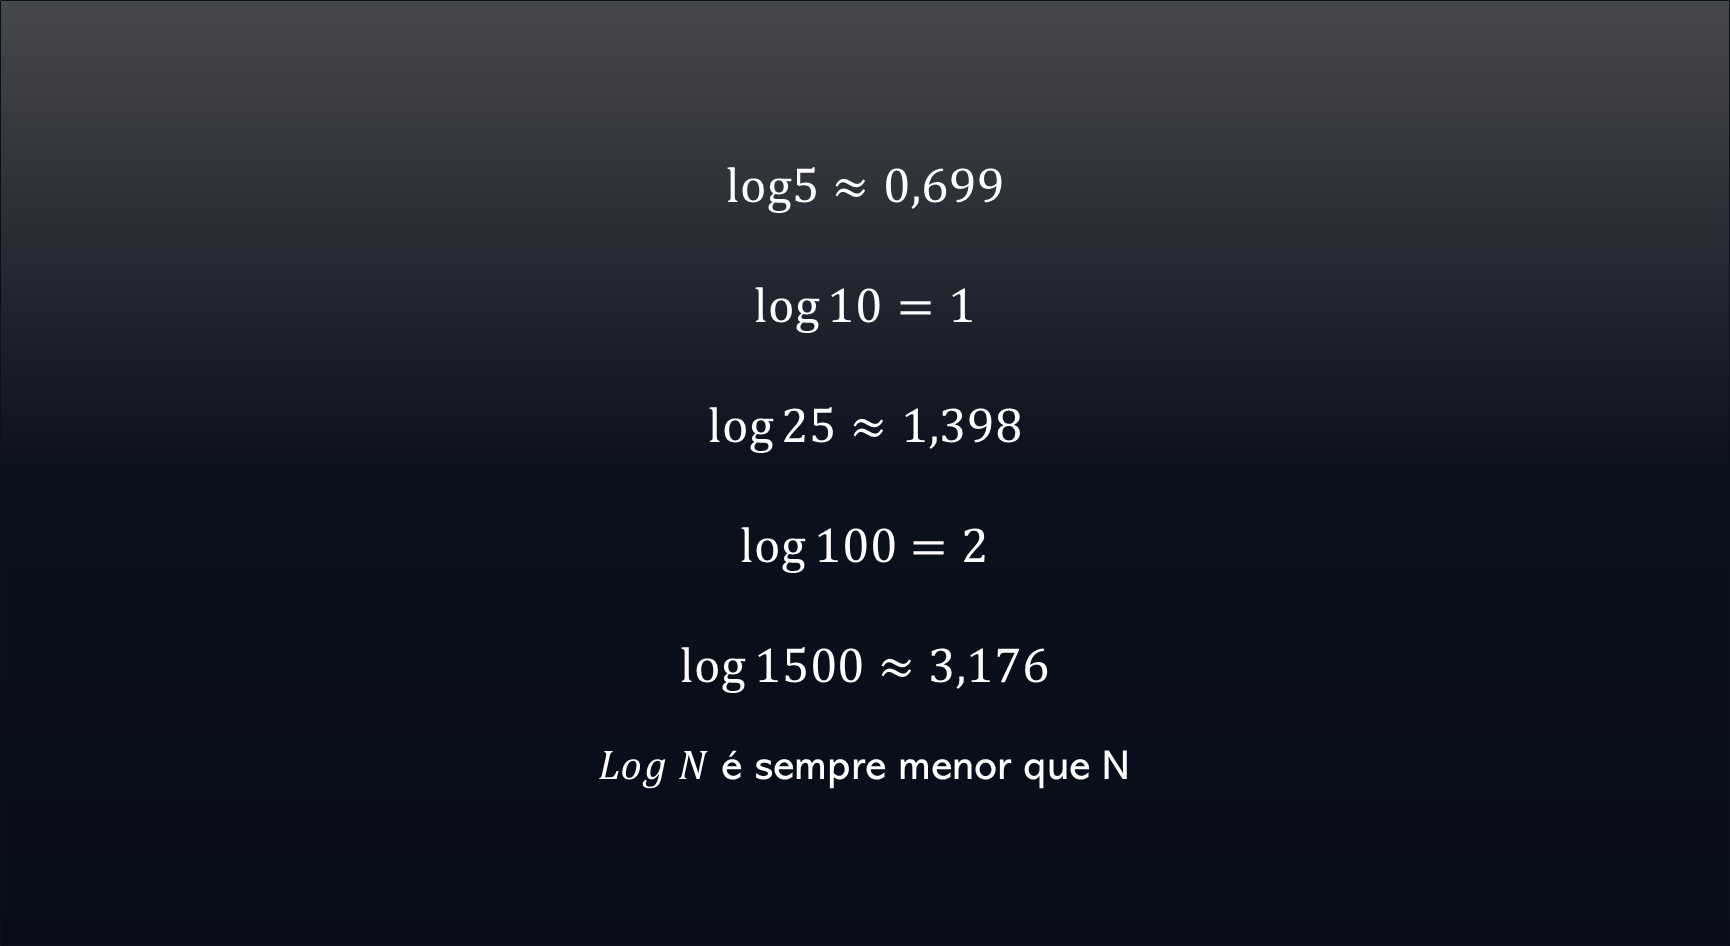 log5 ≈ 0,699
log 10 = 1
log 25 ≈ 1,398
log 100 = 2
log 1500 ≈ 3,176
Log N é sempre menor que N